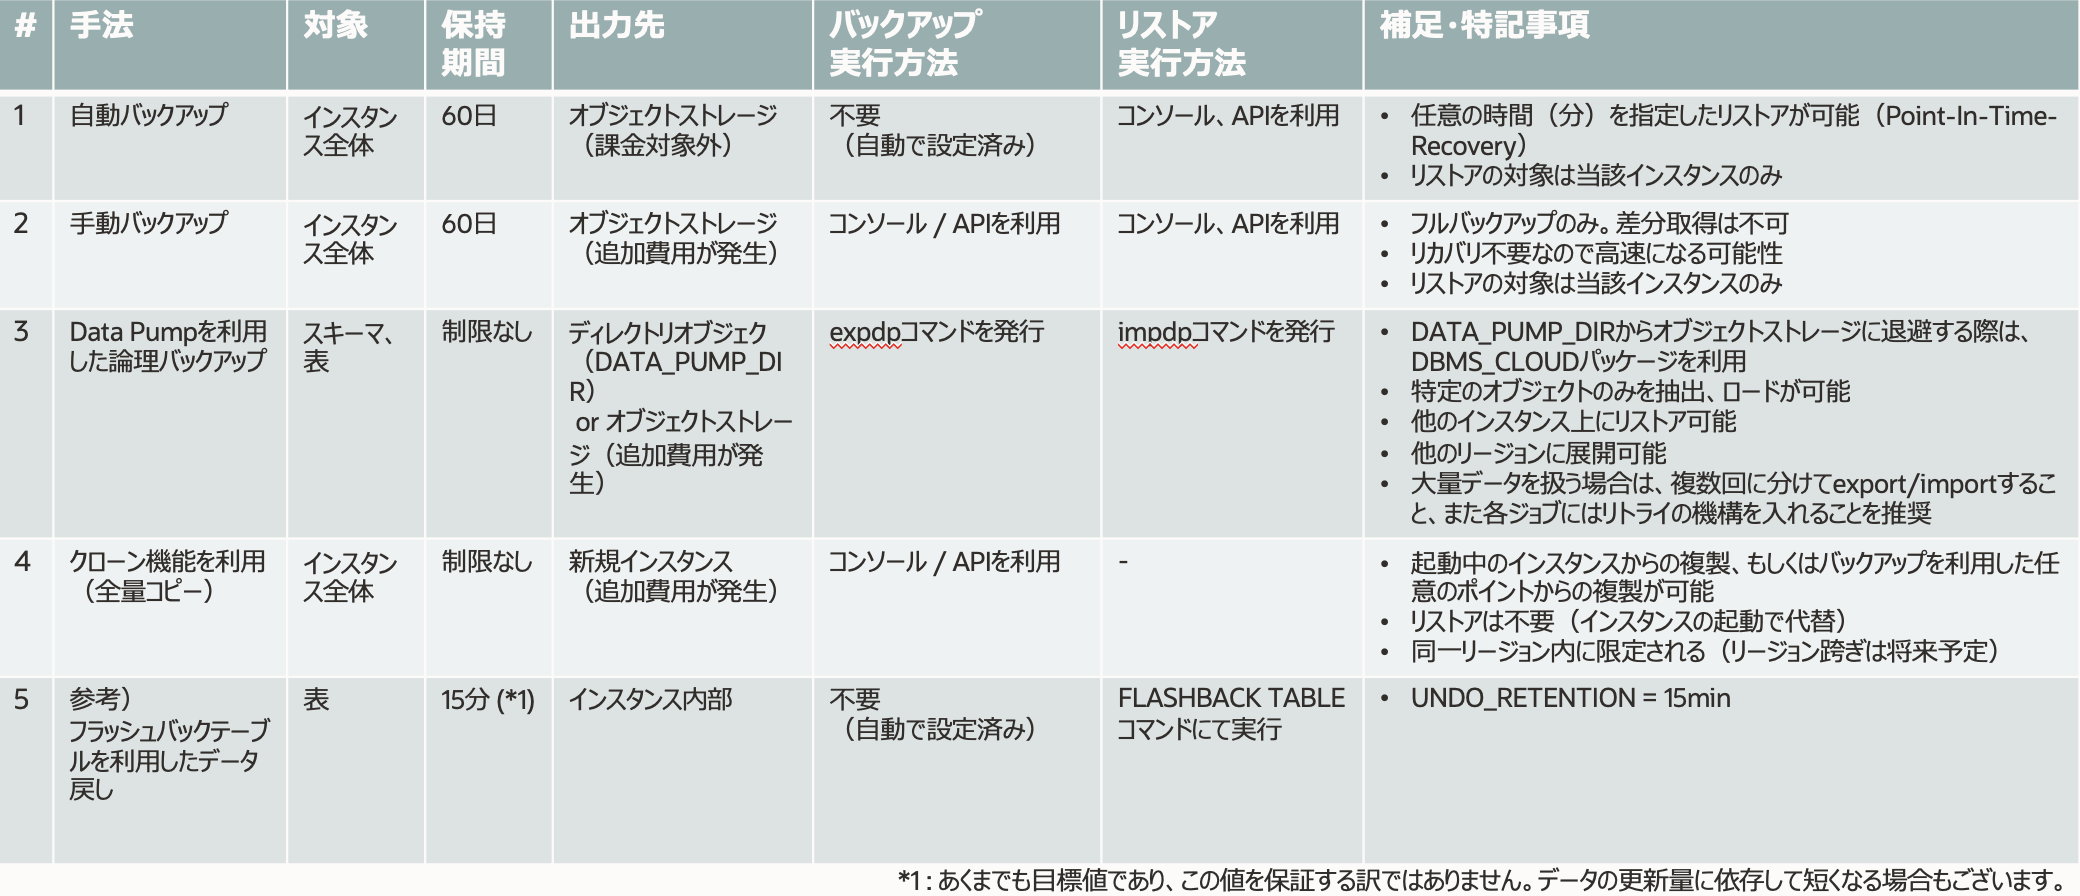 #
手法
対象
保持
期間
出力先
バックアップ
実行方法
リストア
実行方法
補足・特記事項
1
自動バックアップ
インスタン
ス全体
60日
オブジェクトストレージ
（課金対象外）
不要
（自動で設定済み）
コンソール、APIを利用
• 任意の時間（分）を指定したリストアが可能（Point-In-Time-
Recovery）
• リストアの対象は当該インスタンスのみ
2
手動バックアップ
インスタン
ス全体
60日
オブジェクトストレージ
（追加費用が発生）
コンソール / APIを利用
コンソール、APIを利用
• フルバックアップのみ。差分取得は不可
• リカバリ不要なので高速になる可能性
• リストアの対象は当該インスタンスのみ
3
Data Pumpを利用
した論理バックアップ
スキーマ、
表
制限なし
ディレクトリオブジェク
（DATA_PUMP_DI
R）
or オブジェクトストレー
ジ（追加費用が発
生）
expdpコマンドを発行
impdpコマンドを発行
• DATA_PUMP_DIRからオブジェクトストレージに退避する際は、
DBMS_CLOUDパッケージを利用
• 特定のオブジェクトのみを抽出、ロードが可能
• 他のインスタンス上にリストア可能
• 他のリージョンに展開可能
• 大量データを扱う場合は、複数回に分けてexport/importするこ
と、また各ジョブにはリトライの機構を入れることを推奨
4
クローン機能を利用
（全量コピー）
インスタン
ス全体
制限なし
新規インスタンス
（追加費用が発生）
コンソール / APIを利用
-
• 起動中のインスタンスからの複製、もしくはバックアップを利用した任
意のポイントからの複製が可能
• リストアは不要（インスタンスの起動で代替）
• 同一リージョン内に限定される（リージョン跨ぎは将来予定）
5
参考）
フラッシュバックテーブ
ルを利用したデータ
戻し
表
15分 (*1)
インスタンス内部
不要
（自動で設定済み）
FLASHBACK TABLE
コマンドにて実行
• UNDO_RETENTION = 15min
*1 : あくまでも目標値であり、この値を保証する訳ではありません。データの更新量に依存して短くなる場合もございます。